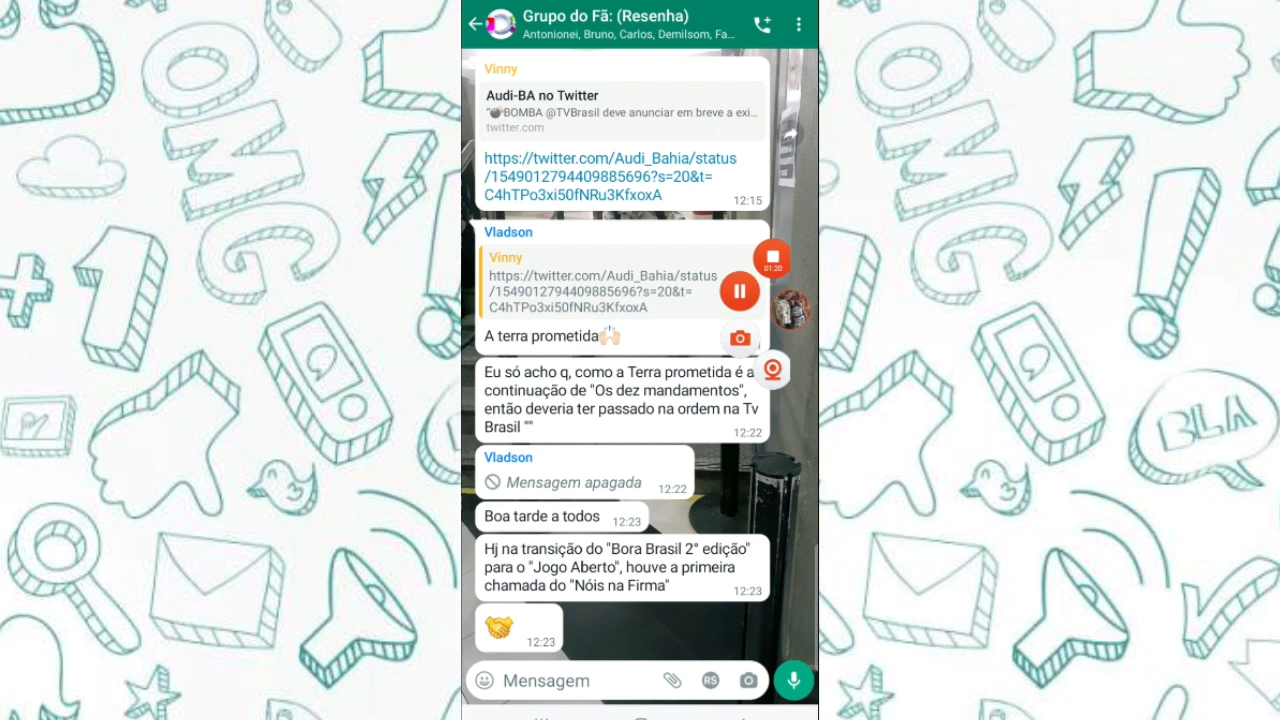 Grupo do Fã: (Resenha)
Antonionei, Bruno, Carlos, Demilsom, Fa...
Vinny
Audi-BA no Twitter
"💣BOMBA @TVBrasil deve anunciar em breve a exi...
twitter.com
https://twitter.com/Audi_Bahia/status
/1549012794409885696?s=20&t=
C4hTPo3xi50fNRu3KfxoxA
12:15
Vladson
Vinny
https://twitter.com/Audi_Bahia/status
/1549012794409885696?s=20&t=
C4hTPo3xi50fNRu3KfxoxA
01:20
A terra prometida🙌🏻
Eu só acho q, como a Terra prometida é a
continuação de "Os dez mandamentos",
então deveria ter passado na ordem na Tv
Brasil ""
12:22
Vladson
Mensagem apagada 12:22
Boa tarde a todos 12:23
Hj na transição do "Bora Brasil 2° edição"
para o "Jogo Aberto", houve a primeira
chamada do "Nóis na Firma"
12:23
🤝
12:23
Mensagem
R$
OMG
+1
BLA
OMG
+1